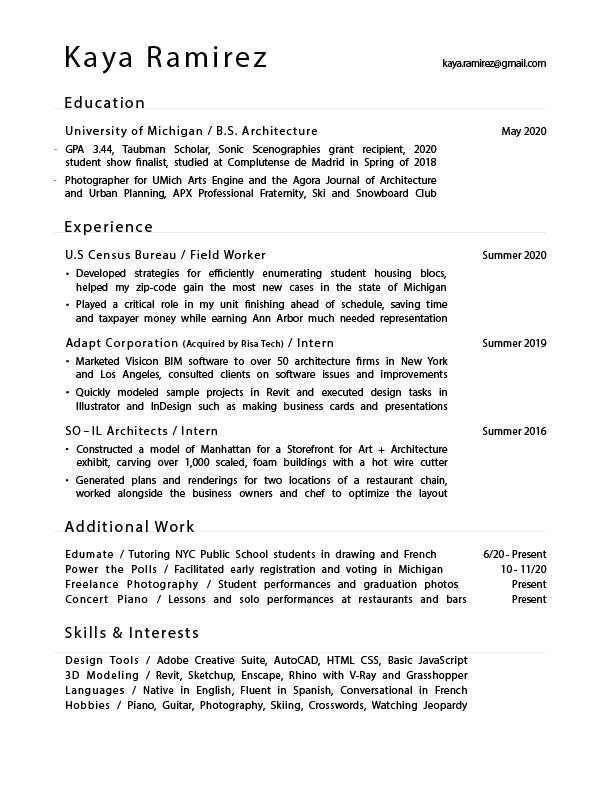 Kaya Ramirez
kaya.ramirez@gmail.com
Education
University of Michigan / B.S. Architecture May 2020
- GPA 3.44, Taubman Scholar, Sonic Scenographies grant recipient, 2020
student show finalist, studied at Complutense de Madrid in Spring of 2018
- Photographer for UMich Arts Engine and the Agora Journal of Architecture
and Urban Planning, APX Professional Fraternity, Ski and Snowboard Club
Experience
U.S Census Bureau / Field Worker Summer 2020
• Developed strategies for efficiently enumerating student housing blocs,
helped my zip-code gain the most new cases in the state of Michigan
• Played a critical role in my unit finishing ahead of schedule, saving time
and taxpayer money while earning Ann Arbor much needed representation
Adapt Corporation (Acquired by Risa Tech) / Intern Summer 2019
• Marketed Visicon BIM software to over 50 architecture firms in New York
and Los Angeles, consulted clients on software issues and improvements
• Quickly modeled sample projects in Revit and executed design tasks in
Illustrator and InDesign such as making business cards and presentations
SO–IL Architects / Intern Summer 2016
• Constructed a model of Manhattan for a Storefront for Art + Architecture
exhibit, carving over 1,000 scaled, foam buildings with a hot wire cutter
• Generated plans and renderings for two locations of a restaurant chain,
worked alongside the business owners and chef to optimize the layout
Additional Work
Edumate / Tutoring NYC Public School students in drawing and French 6/20 - Present
Power the Polls / Facilitated early registration and voting in Michigan 10 - 11/20
Freelance Photography / Student performances and graduation photos Present
Concert Piano / Lessons and solo performances at restaurants and bars Present
Skills & Interests
Design Tools / Adobe Creative Suite, AutoCAD, HTML CSS, Basic JavaScript
3D Modeling / Revit, Sketchup, Enscape, Rhino with V-Ray and Grasshopper
Languages / Native in English, Fluent in Spanish, Conversational in French
Hobbies / Piano, Guitar, Photography, Skiing, Crosswords, Watching Jeopardy